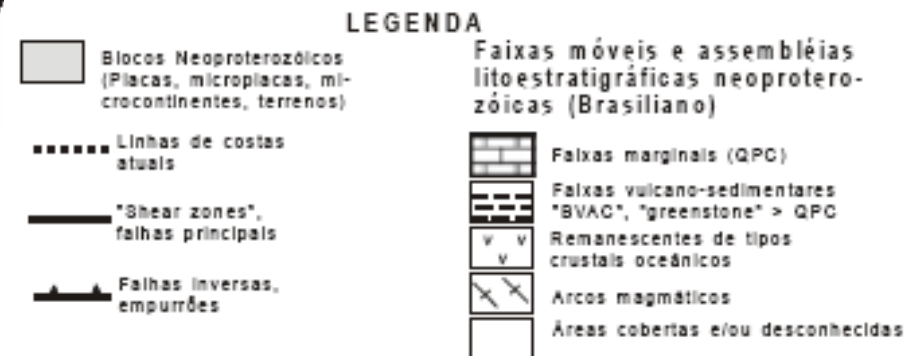 LEGENDA
Blocos Neoproterozóicos
(Placas, microplacas, mi-
crocontinentes, terrenos)
Linhas de costas
atuais
"Shear zones",
falhas principais
Falhas inversas,
empurrões
Faixas móveis e assembléias
litoestratigráficas neoprotero-
zóicas (Brasiliano)
Faixas marginais (QPC)
Faixas vulcano-sedimentares
"BVAC", "greenstone" > QPC
Remanescentes de tipos
crustais oceânicos
Arcos magmáticos
Áreas cobertas e/ou desconhecidas